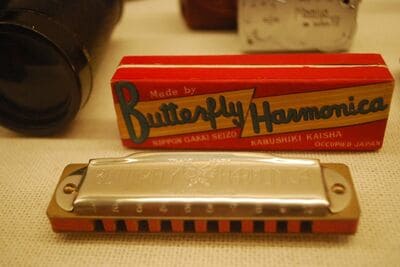 Made by
Butterfly Harmonica
NIPPON GAKKI SEIZO KABUSHIKI KAISHA
OCCUPIED JAPAN